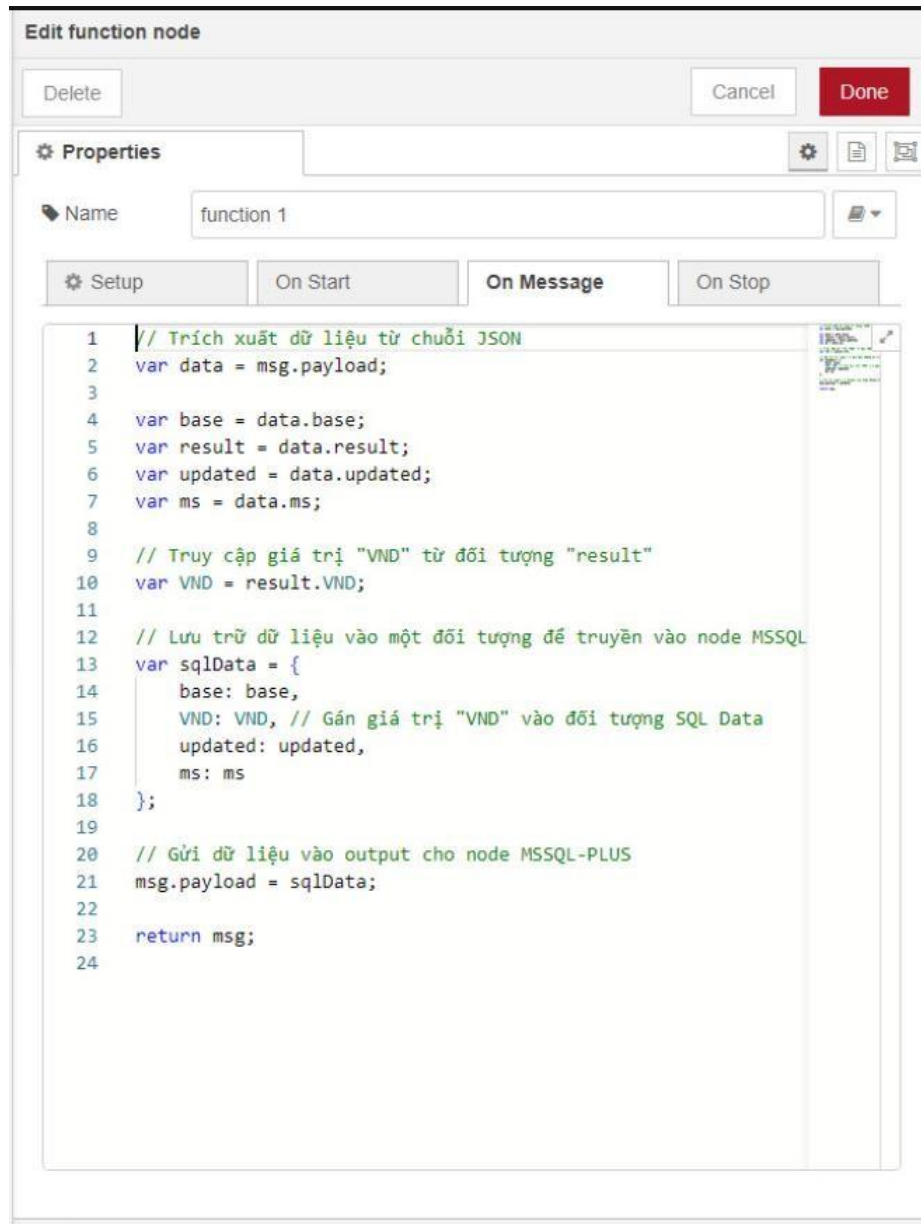 Edit function node
Delete
Cancel
Done
Properties
Name
function 1
Setup
On Start
On Message
On Stop
1 // Trích xuất dữ liệu từ chuỗi JSON
2 var data = msg.payload;
3
4 var base = data.base;
5 var result = data.result;
6 var updated = data.updated;
7 var ms = data.ms;
8
9 // Truy cập giá trị "VND" từ đối tượng "result"
10 var VND = result.VND;
11
12 // Lưu trữ dữ liệu vào một đối tượng để truyền vào node MSSQL
13 var sqlData = {
14 base: base,
15 VND: VND, // Gán giá trị "VND" vào đối tượng SQL Data
16 updated: updated,
17 ms: ms
18 };
19
20 // Gửi dữ liệu vào output cho node MSSQL-PLUS
21 msg.payload = sqlData;
22
23 return msg;
24